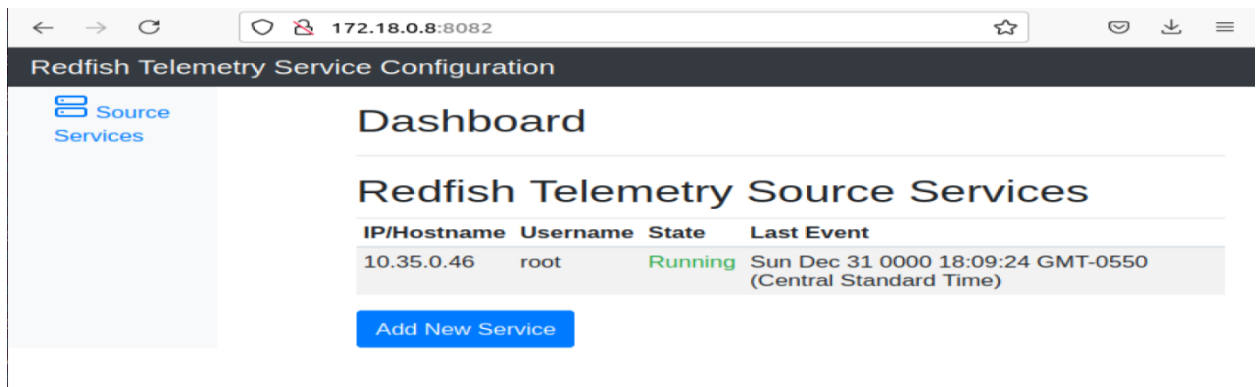 172.18.0.8:8082
Redfish Telemetry Service Configuration
Source
Services
Dashboard
Redfish Telemetry Source Services
IP/Hostname Username State Last Event
10.35.0.46 root Running Sun Dec 31 0000 18:09:24 GMT-0550
(Central Standard Time)
Add New Service